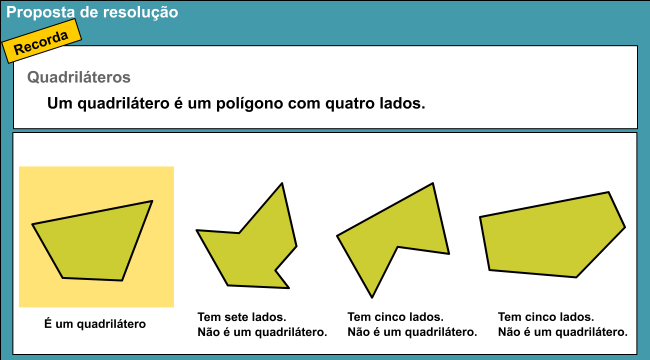 Proposta de resolução
Recorda
Quadriláteros
Um quadrilátero é um polígono com quatro lados.
É um quadrilátero
Tem sete lados.
Não é um quadrilátero.
Tem cinco lados.
Não é um quadrilátero.
Tem cinco lados.
Não é um quadrilátero.